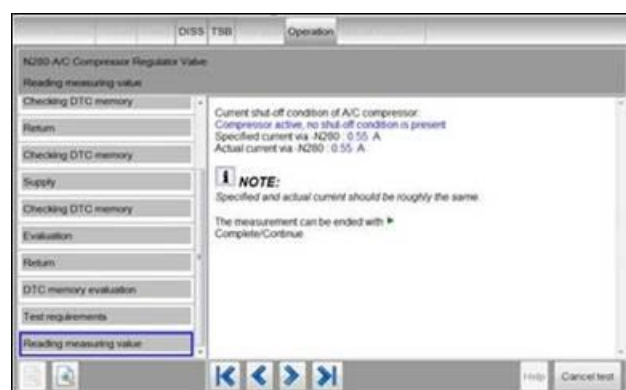 DISS TSB Operation
N280 A/C Compressor Regulator Valve
Reading measuring value
Checking DTC memory
Return
Checking DTC memory
Supply
Checking DTC memory
Evaluation
Return
DTC memory evaluation
Test requirements
Reading measuring value
Current shut-off condition of A/C compressor:
Compressor active, no shut-off condition is present
Specified current via -N280 : 0.55 A
Actual current via -N280 : 0.55 A
i NOTE:
Specified and actual current should be roughly the same.
The measurement can be ended with
Complete/Continue
Help Cancel test